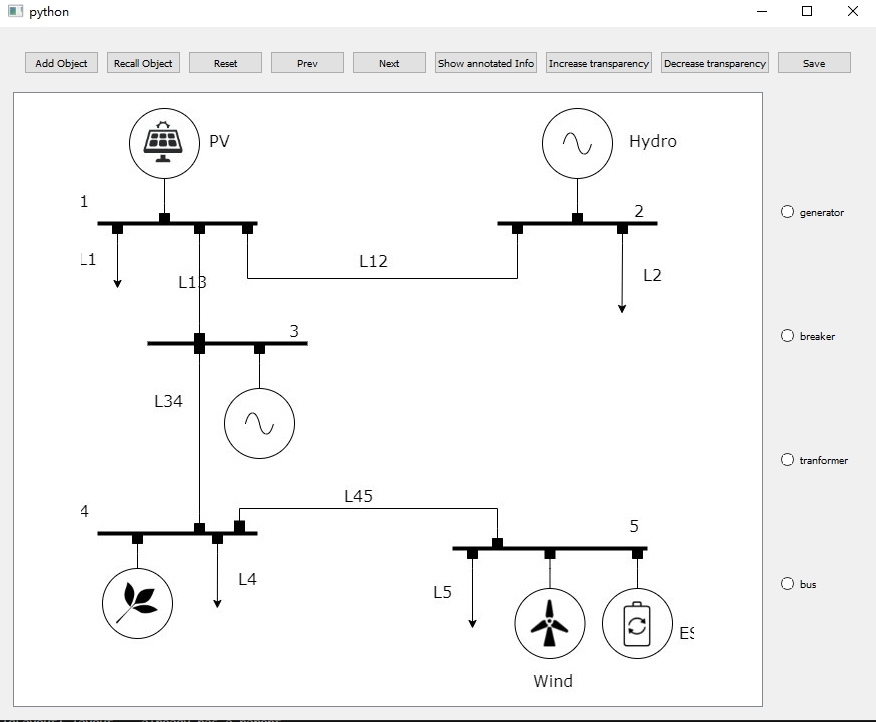 python
Add Object Recall Object Reset Prev Next Show annotated Info Increase transparency Decrease transparency Save
PV
Hydro
1
2
generator
L1
L12
L2
L13
3
breaker
L34
tranformer
L45
4
5
L4
L5
bus
ES
Wind